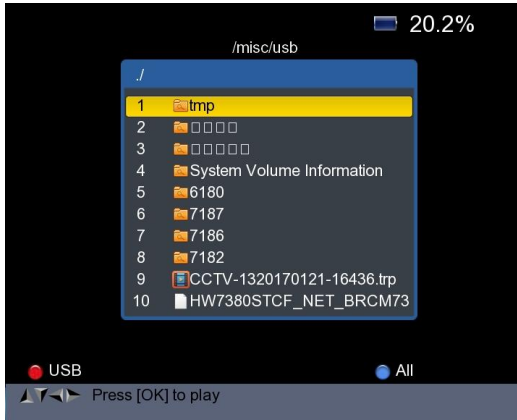 20.2%
/misc/usb
./
1 tmp
2 □□□□
3 □□□□□
4 System Volume Information
5 6180
6 7187
7 7186
8 7182
9 CCTV-1320170121-16436.trp
10 HW7380STCF_NET_BRCM73
USB
All
Press [OK] to play